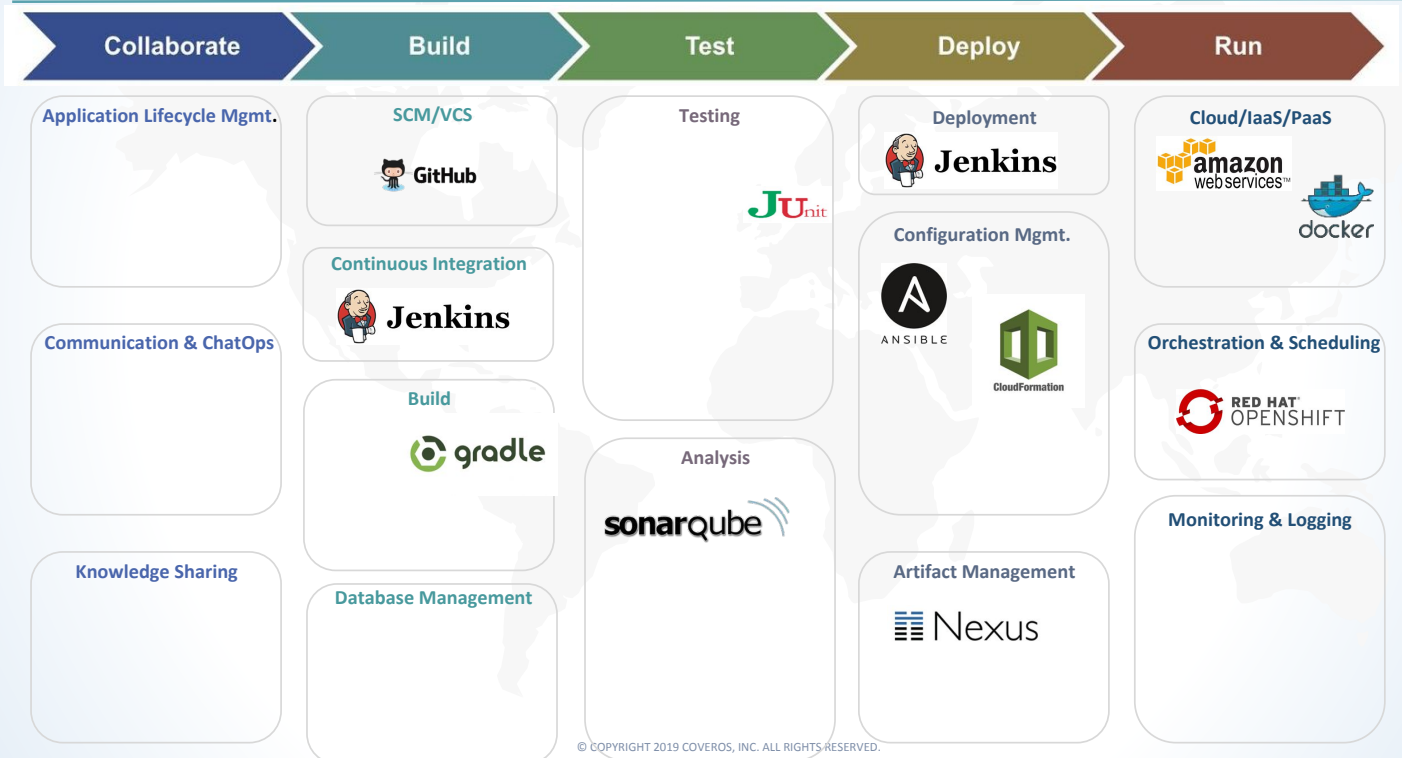 Collaborate
Build
Test
Deploy
Run
Application Lifecycle Mgmt.
Communication & ChatOps
Knowledge Sharing
SCM/VCS
GitHub
Continuous Integration
Jenkins
Build
gradle
Database Management
Testing
JUnit
Analysis
sonarqube
Deployment
Jenkins
Configuration Mgmt.
ANSIBLE
CloudFormation
Artifact Management
Nexus
Cloud/IaaS/PaaS
amazon
webservices™
docker
Orchestration & Scheduling
RED HAT®
OPENSHIFT
Monitoring & Logging
© COPYRIGHT 2019 COVEROS, INC. ALL RIGHTS RESERVED.